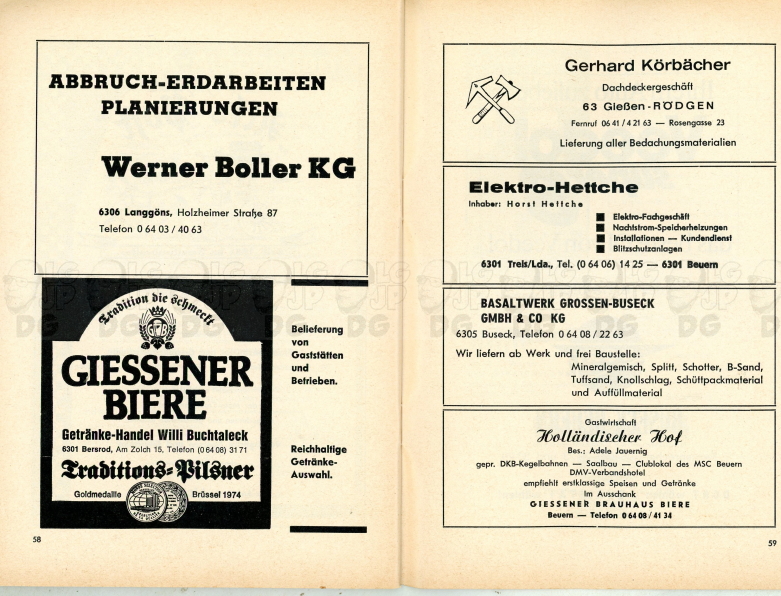 ABBRUCH-ERDARBEITEN
PLANIERUNGEN
Werner Boller KG
6306 Langgöns, Holzheimer Straße 87
Telefon 0 64 03 / 40 63
Tradition die schmeckt
GBB
GIESSENER
BIERE
Getränke-Handel Willi Buchtaleck
6301 Bersrod, Am Zolch 15, Telefon (0 64 08) 31 71
Traditions-Pilsner
Goldmedaille Brüssel 1974
Belieferung
von
Gaststätten
und
Betrieben.
Reichhaltige
Getränke-
Auswahl.
58
Gerhard Körbächer
Dachdeckergeschäft
63 Gießen-RÖDGEN
Fernruf 06 41 / 4 21 63 — Rosengasse 23
Lieferung aller Bedachungsmaterialien
Elektro-Hettche
Inhaber: Horst Hettche
Elektro-Fachgeschäft
Nachtstrom-Speicherheizungen
Installationen — Kundendienst
Blitzschutzanlagen
6301 Treis/Lda., Tel. (0 64 06) 14 25 — 6301 Beuern
BASALTWERK GROSSEN-BUSECK
GMBH & CO KG
6305 Buseck, Telefon 0 64 08 / 22 63
Wir liefern ab Werk und frei Baustelle:
Mineralgemisch, Splitt, Schotter, B-Sand,
Tuffsand, Knollschlag, Schüttpackmaterial
und Auffüllmaterial
Gastwirtschaft
Holländischer Hof
Bes.: Adele Jauernig
gepr. DKB-Kegelbahnen — Saalbau — Clublokal des MSC Beuern
DMV-Verbandshotel
empfiehlt erstklassige Speisen und Getränke
Im Ausschank
GIESSENER BRAUHAUS BIERE
Beuern — Telefon 0 64 08 / 41 34
59